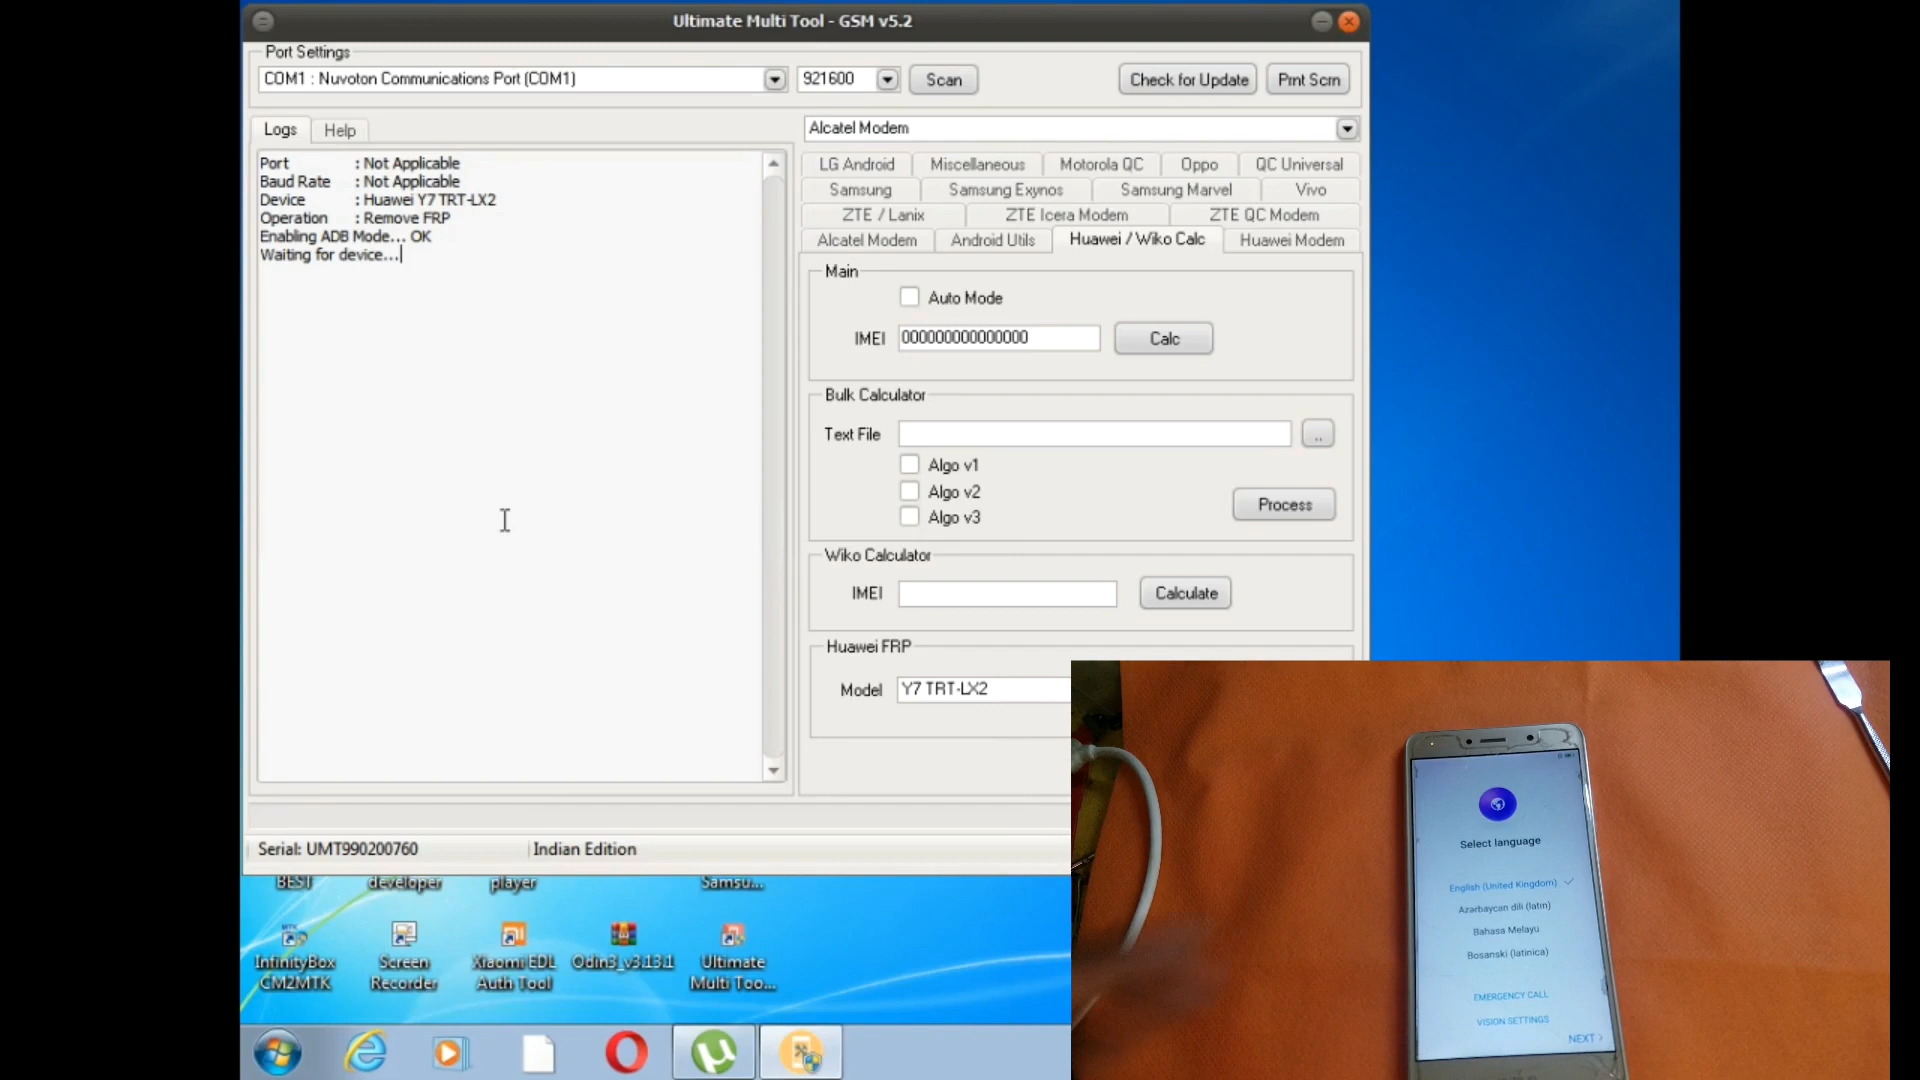 Ultimate Multi Tool - GSM v5.2
Port Settings
COM1 : Nuvoton Communications Port (COM1)
921600
Scan
Check for Update
Prnt Scrn
Logs
Help
Alcatel Modem
Port : Not Applicable
Baud Rate : Not Applicable
Device : Huawei Y7 TRT-LX2
Operation : Remove FRP
Enabling ADB Mode... OK
Waiting for device...
LG Android
Miscellaneous
Motorola QC
Oppo
QC Universal
Samsung
Samsung Exynos
Samsung Marvel
Vivo
ZTE / Lanix
ZTE Icera Modem
ZTE QC Modem
Alcatel Modem
Android Utils
Huawei / Wiko Calc
Huawei Modem
Main
Auto Mode
IMEI
000000000000000
Calc
Bulk Calculator
Text File
..
Algo v1
Algo v2
Algo v3
Process
Wiko Calculator
IMEI
Calculate
Huawei FRP
Model
Y7 TRT-LX2
Serial: UMT990200760
Indian Edition
BEST
developer
player
Samsu...
InfinityBox
CM2MTK
Screen
Recorder
Xiaomi EDL
Auth Tool
Odin3_v3.13.1
Ultimate
Multi Too...
Select language
English (United Kingdom)
Azərbaycan dili (latın)
Bahasa Melayu
Bosanski (latinica)
EMERGENCY CALL
VISION SETTINGS
NEXT